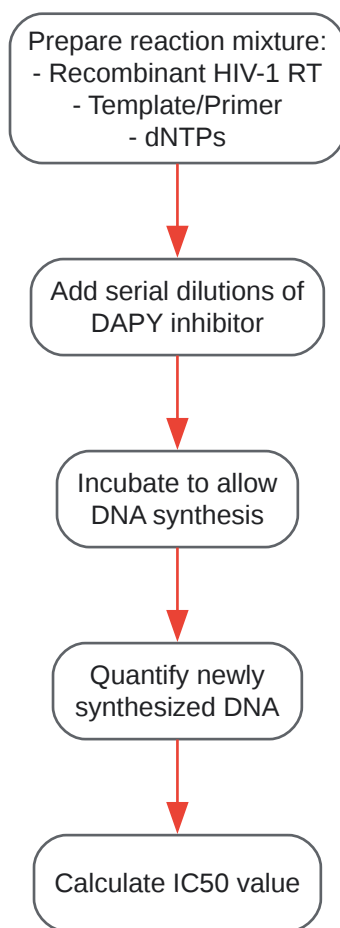 Prepare reaction mixture:
- Recombinant HIV-1 RT
- Template/Primer
- dNTPs
Add serial dilutions of
DAPY inhibitor
Incubate to allow
DNA synthesis
Quantify newly
synthesized DNA
Calculate IC50 value